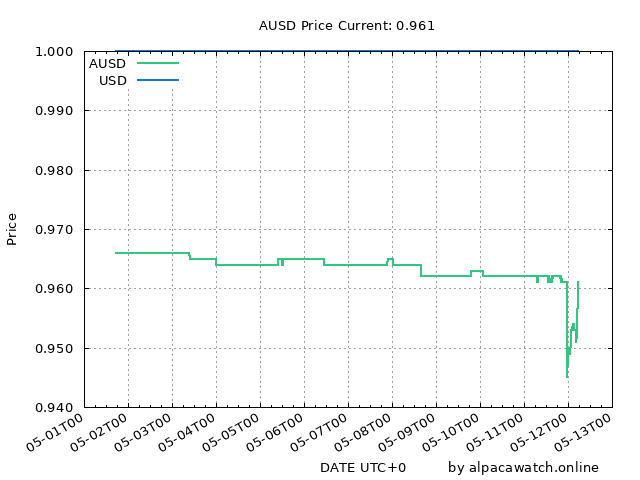 AUSD Price Current: 0.961
1.000
AUSD
USD
0.990
0.980
0.970
Price
0.960
0.950
0.940
05-01T00
05-02T00
05-03T00
05-04T00
05-05T00
05-06T00
05-07T00
05-08T00
05-09T00
05-10T00
05-11T00
05-12T00
05-13T00
DATE UTC+0
by alpacawatch.online